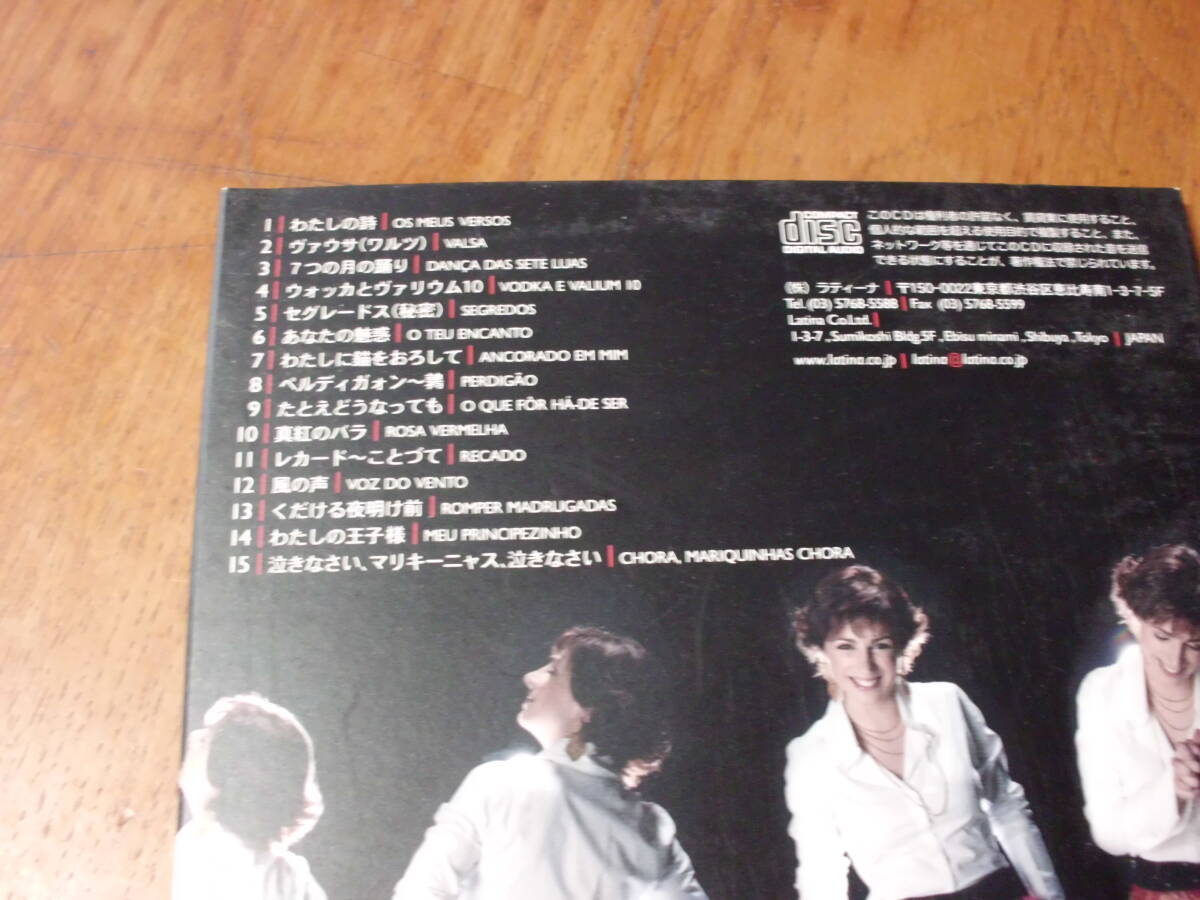 1 | わたしの詩 | OS MEUS VERSOS
2 | ヴァウサ(ワルツ) | VALSA
3 | 7つの月の踊り | DANÇA DAS SETE LUAS
4 | ウォッカとヴァリウム10 | VODKA E VALIUM 10
5 | セグレードス(秘密) | SEGREDOS
6 | あなたの魅惑 | O TEU ENCANTO
7 | わたしに錨をおろして | ANCORADO EM MIM
8 | ペルディガォン〜鶉 | PERDIGÃO
9 | たとえどうなっても | O QUE FÔR HÁ-DE SER
10 | 真紅のバラ | ROSA VERMELHA
11 | レカード〜ことづて | RECADO
12 | 風の声 | VOZ DO VENTO
13 | くだける夜明け前 | ROMPER MADRUGADAS
14 | わたしの王子様 | MEU PRINCIPEZINHO
15 | 泣きなさい、マリキーニャス、泣きなさい | CHORA, MARIQUINHAS CHORA
COMPACT
disc
DIGITAL AUDIO
このCDは権利者の許諾なく、賃貸業に使用すること、
個人的な範囲を超える使用目的で複製すること、また、
ネットワーク等を通じてこのCDに収録された音を送信
できる状態にすることが、著作権法で禁じられています。
(株) ラティーナ | 〒150-0022東京都渋谷区恵比寿南1-3-7-5F
Tel. (03) 5768-5588 | Fax (03) 5768-5599
Latina Co.Ltd. |
1-3-7 ., Sumikoshi Bldg.5F ., Ebisu minami ., Shibuya ., Tokyo | JAPAN
www.latina.co.jp | latina@latina.co.jp